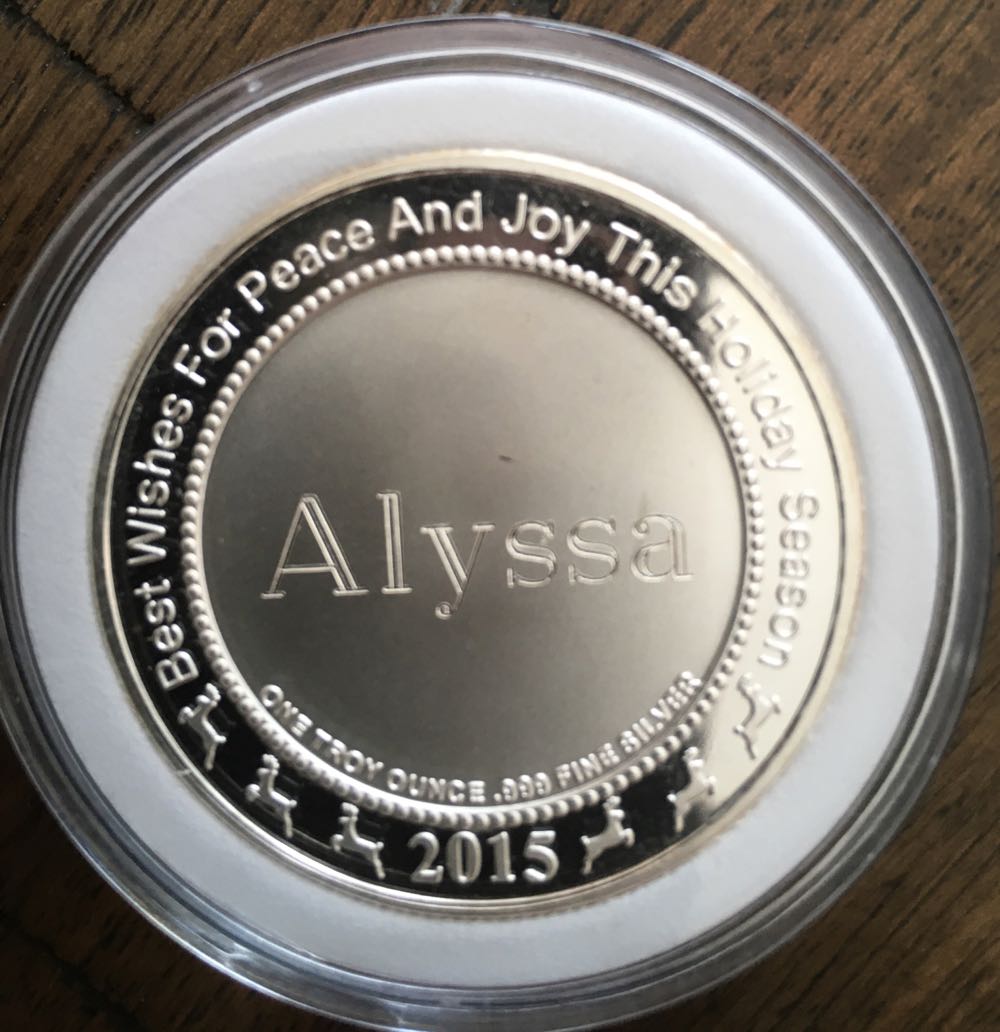 Best Wishes For Peace And Joy This Holiday Season
Alyssa
ONE TROY OUNCE .999 FINE SILVER
2015